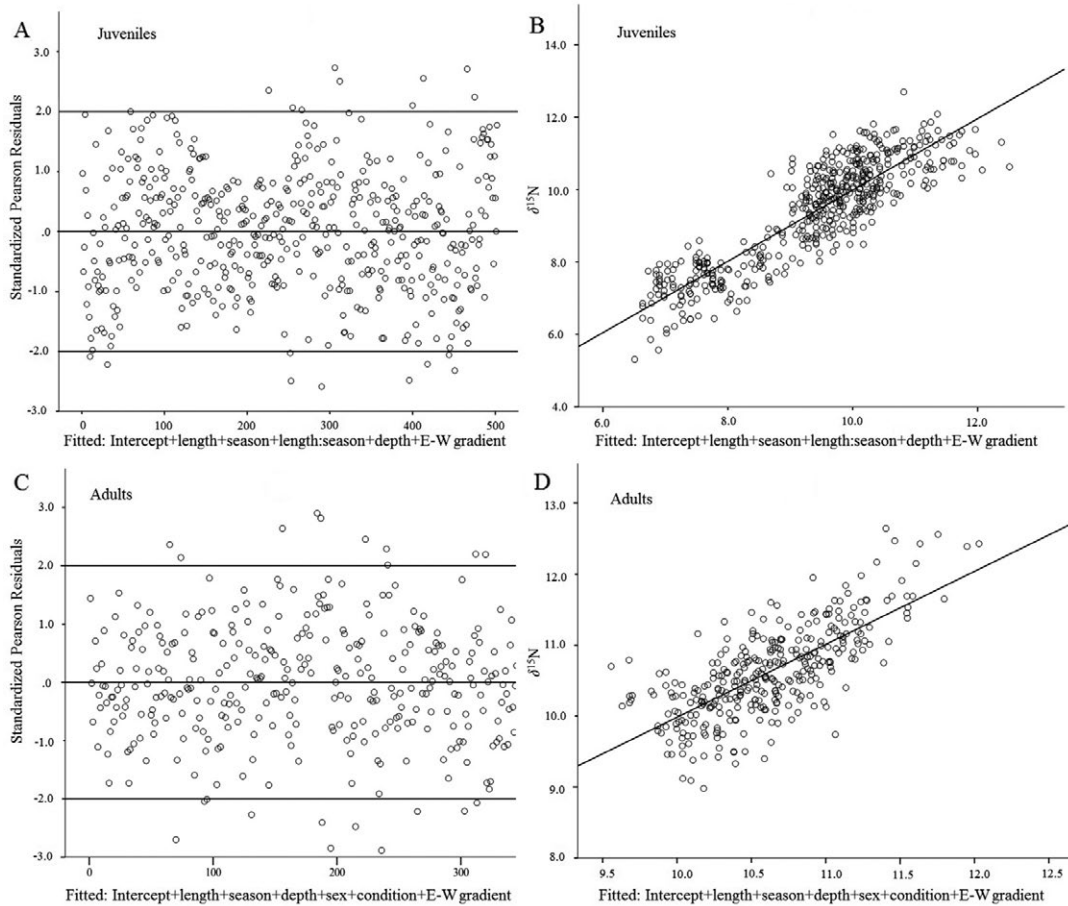 A
Juveniles
Standardized Pearson Residuals
3.0
2.0
1.0
.0
-1.0
-2.0
-3.0
0
100
200
300
400
500
Fitted: Intercept+length+season+length:season+depth+E-W gradient
B
Juveniles
δ¹⁵N
14.0
12.0
10.0
8.0
6.0
4.0
6.0
8.0
10.0
12.0
Fitted: Intercept+length+season+length:season+depth+E-W gradient
C
Adults
Standardized Pearson Residuals
3.0
2.0
1.0
.0
-1.0
-2.0
-3.0
0
100
200
300
Fitted: Intercept+length+season+depth+sex+condition+E-W gradient
D
Adults
δ¹⁵N
13.0
12.0
11.0
10.0
9.0
8.0
9.5
10.0
10.5
11.0
11.5
12.0
12.5
Fitted: Intercept+length+season+depth+sex+condition+E-W gradient